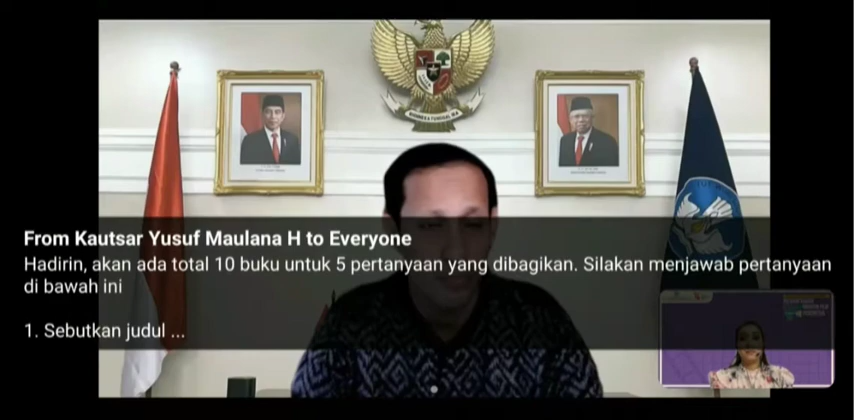 From Kautsar Yusuf Maulana H to Everyone
Hadirin, akan ada total 10 buku untuk 5 pertanyaan yang dibagikan. Silakan menjawab pertanyaan
di bawah ini
1. Sebutkan judul ...